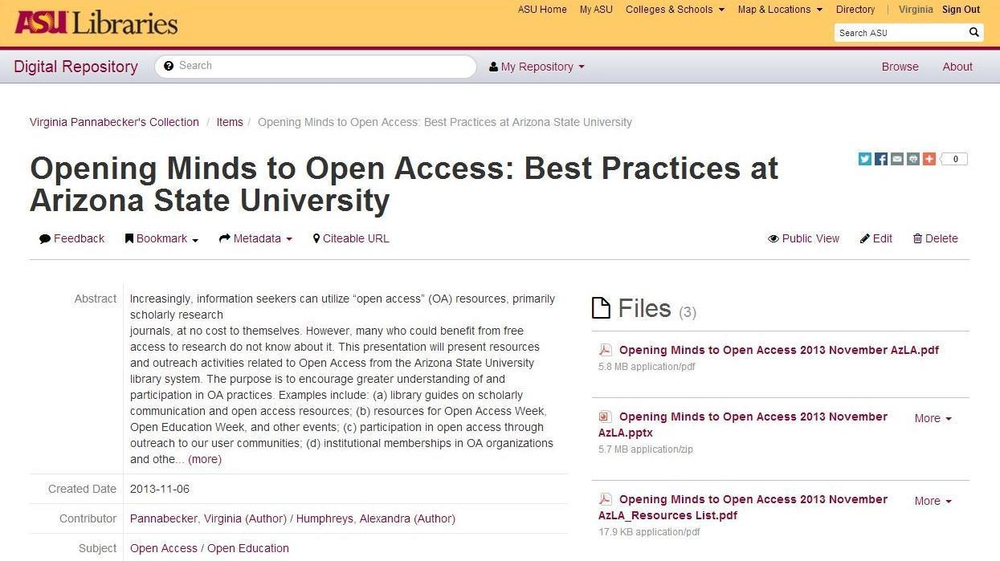 ASU Libraries
ASU Home My ASU Colleges & Schools Map & Locations Directory | Virginia Sign Out
Search ASU
Digital Repository
Search
My Repository
Browse About
Virginia Pannabecker's Collection / Items / Opening Minds to Open Access: Best Practices at Arizona State University
Opening Minds to Open Access: Best Practices at
Arizona State University
0
Feedback Bookmark Metadata Citeable URL
Public View Edit Delete
Abstract
Increasingly, information seekers can utilize “open access” (OA) resources, primarily
scholarly research
journals, at no cost to themselves. However, many who could benefit from free
access to research do not know about it. This presentation will present resources
and outreach activities related to Open Access from the Arizona State University
library system. The purpose is to encourage greater understanding of and
participation in OA practices. Examples include: (a) library guides on scholarly
communication and open access resources; (b) resources for Open Access Week,
Open Education Week, and other events; (c) participation in open access through
outreach to our user communities; (d) institutional memberships in OA organizations
and othe... (more)
Created Date 2013-11-06
Contributor Pannabecker, Virginia (Author) / Humphreys, Alexandra (Author)
Subject Open Access / Open Education
Files (3)
Opening Minds to Open Access 2013 November AzLA.pdf
5.8 MB application/pdf
Opening Minds to Open Access 2013 November
AzLA.pptx
More
5.7 MB application/zip
Opening Minds to Open Access 2013 November
AzLA_Resources List.pdf
More
17.9 KB application/pdf